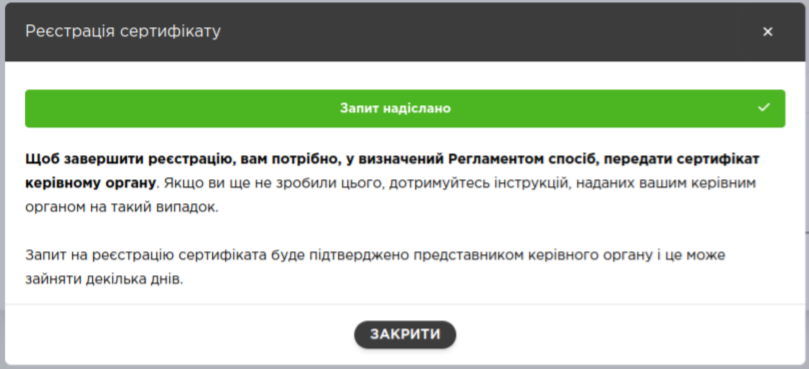 Реєстрація сертифікату
Запит надіслано
Щоб завершити реєстрацію, вам потрібно, у визначений Регламентом спосіб, передати сертифікат
керівному органу. Якщо ви ще не зробили цього, дотримуйтесь інструкцій, наданих вашим керівним
органом на такий випадок.
Запит на реєстрацію сертифіката буде підтверджено представником керівного органу і це може
зайняти декілька днів.
ЗАКРИТИ